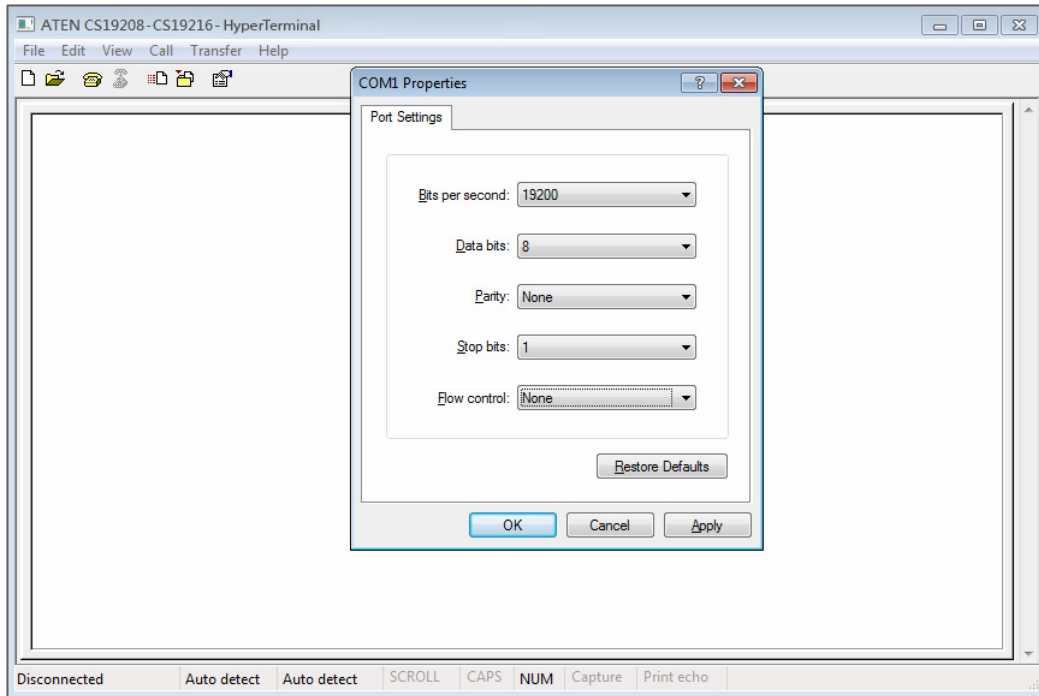 ATEN CS19208-CS19216-HyperTerminal
File Edit View Call Transfer Help
COM1 Properties
Port Settings
Bits per second: 19200
Data bits: 8
Parity: None
Stop bits: 1
Flow control: None
Restore Defaults
OK Cancel Apply
Disconnected Auto detect Auto detect SCROLL CAPS NUM Capture Print echo